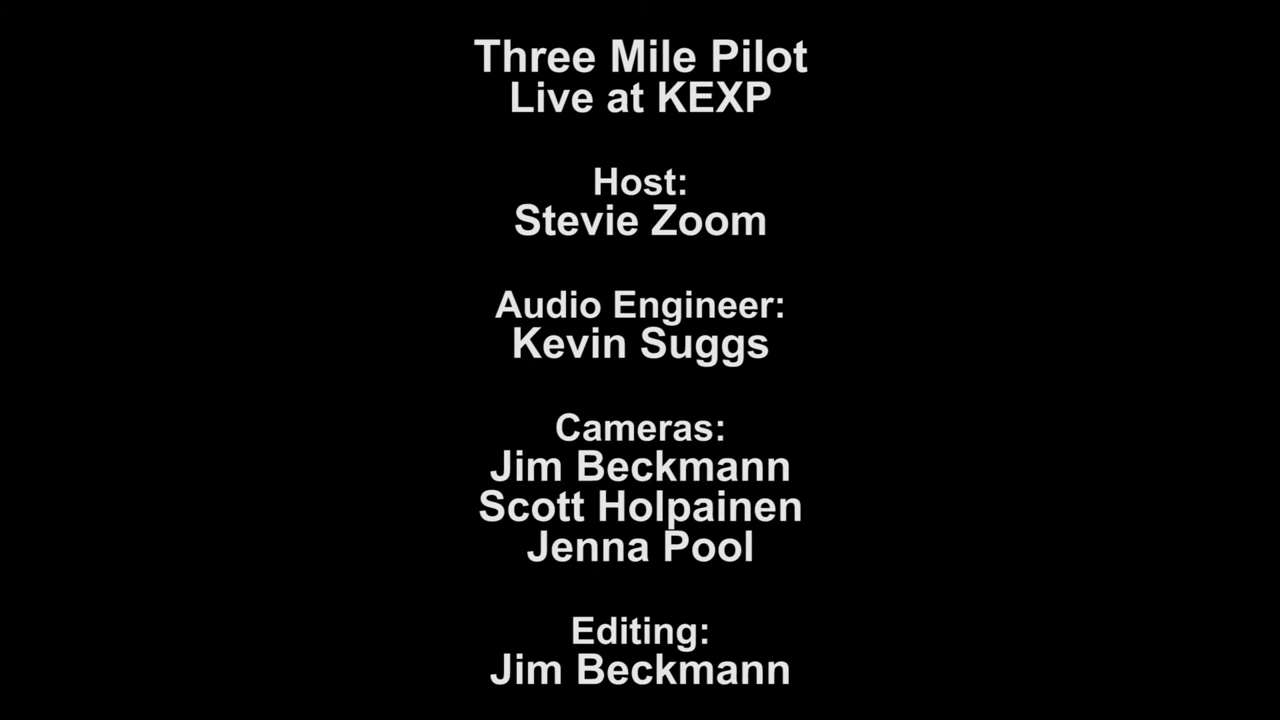 Three Mile Pilot
Live at KEXP
Host:
Stevie Zoom
Audio Engineer:
Kevin Suggs
Cameras:
Jim Beckmann
Scott Holpainen
Jenna Pool
Editing:
Jim Beckmann